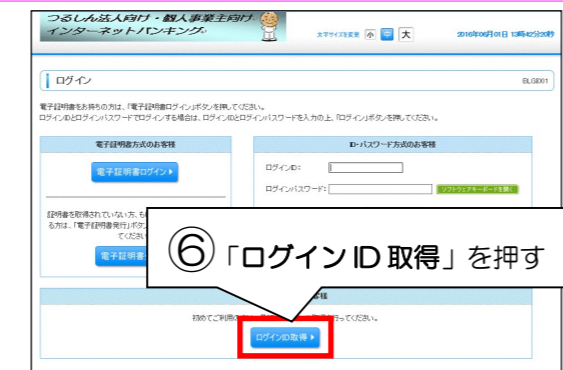 つるしん法人向け・個人事業主向け
インターネットバンキング
文字サイズを変更 小 中 大
2016年06月01日 13時42分20秒
ログイン
BLGI001
電子証明書をお持ちの方は、「電子証明書ログイン」ボタンを押してください。
ログインIDとログインパスワードでログインする場合は、ログインIDとログインパスワードを入力の上、「ログイン」ボタンを押してください。
電子証明書方式のお客様
ID・パスワード方式のお客様
電子証明書ログイン
ログインID：
ログインパスワード：
ソフトウェアキーボードを開く
証明書を取得されていない方、
る方は、「電子証明書発行」ボタン
てください
電子証明書
⑥「ログインID取得」を押す
客様
初めてご利用の
行ってください。
ログインID取得